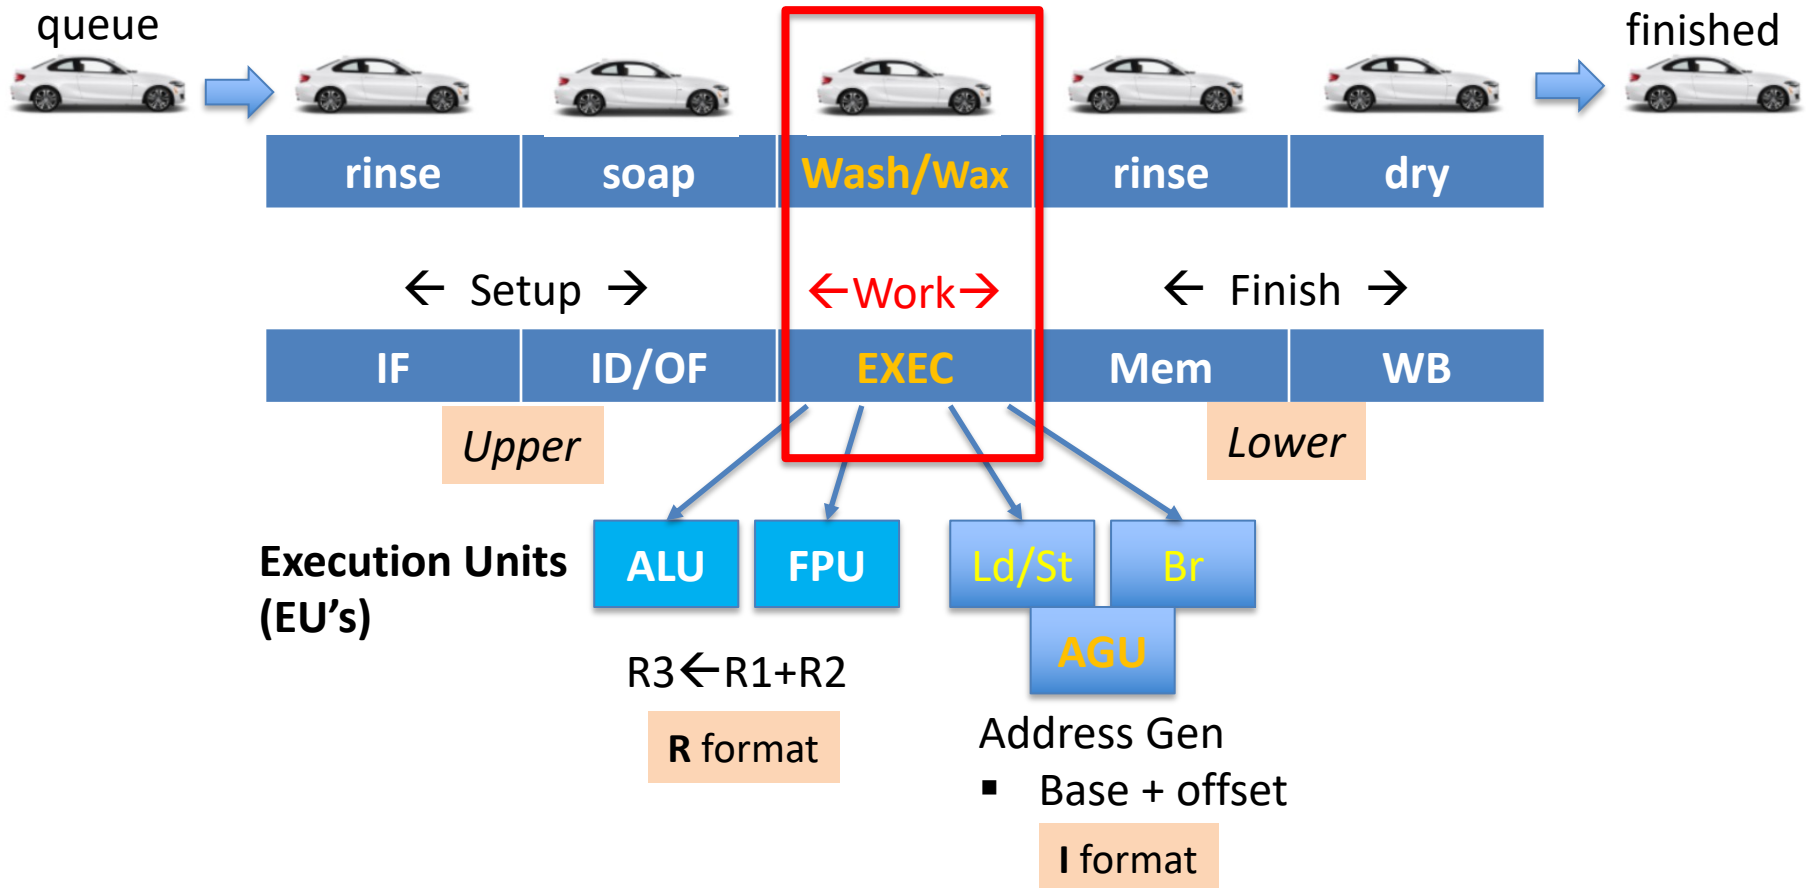 queue
finished
rinse
soap
Wash/Wax
rinse
dry
← Setup →
←Work→
← Finish →
IF
ID/OF
EXEC
Mem
WB
Upper
Lower
Execution Units
(EU’s)
ALU
FPU
Ld/St
Br
AGU
R3←R1+R2
R format
Address Gen
▪ Base + offset
I format